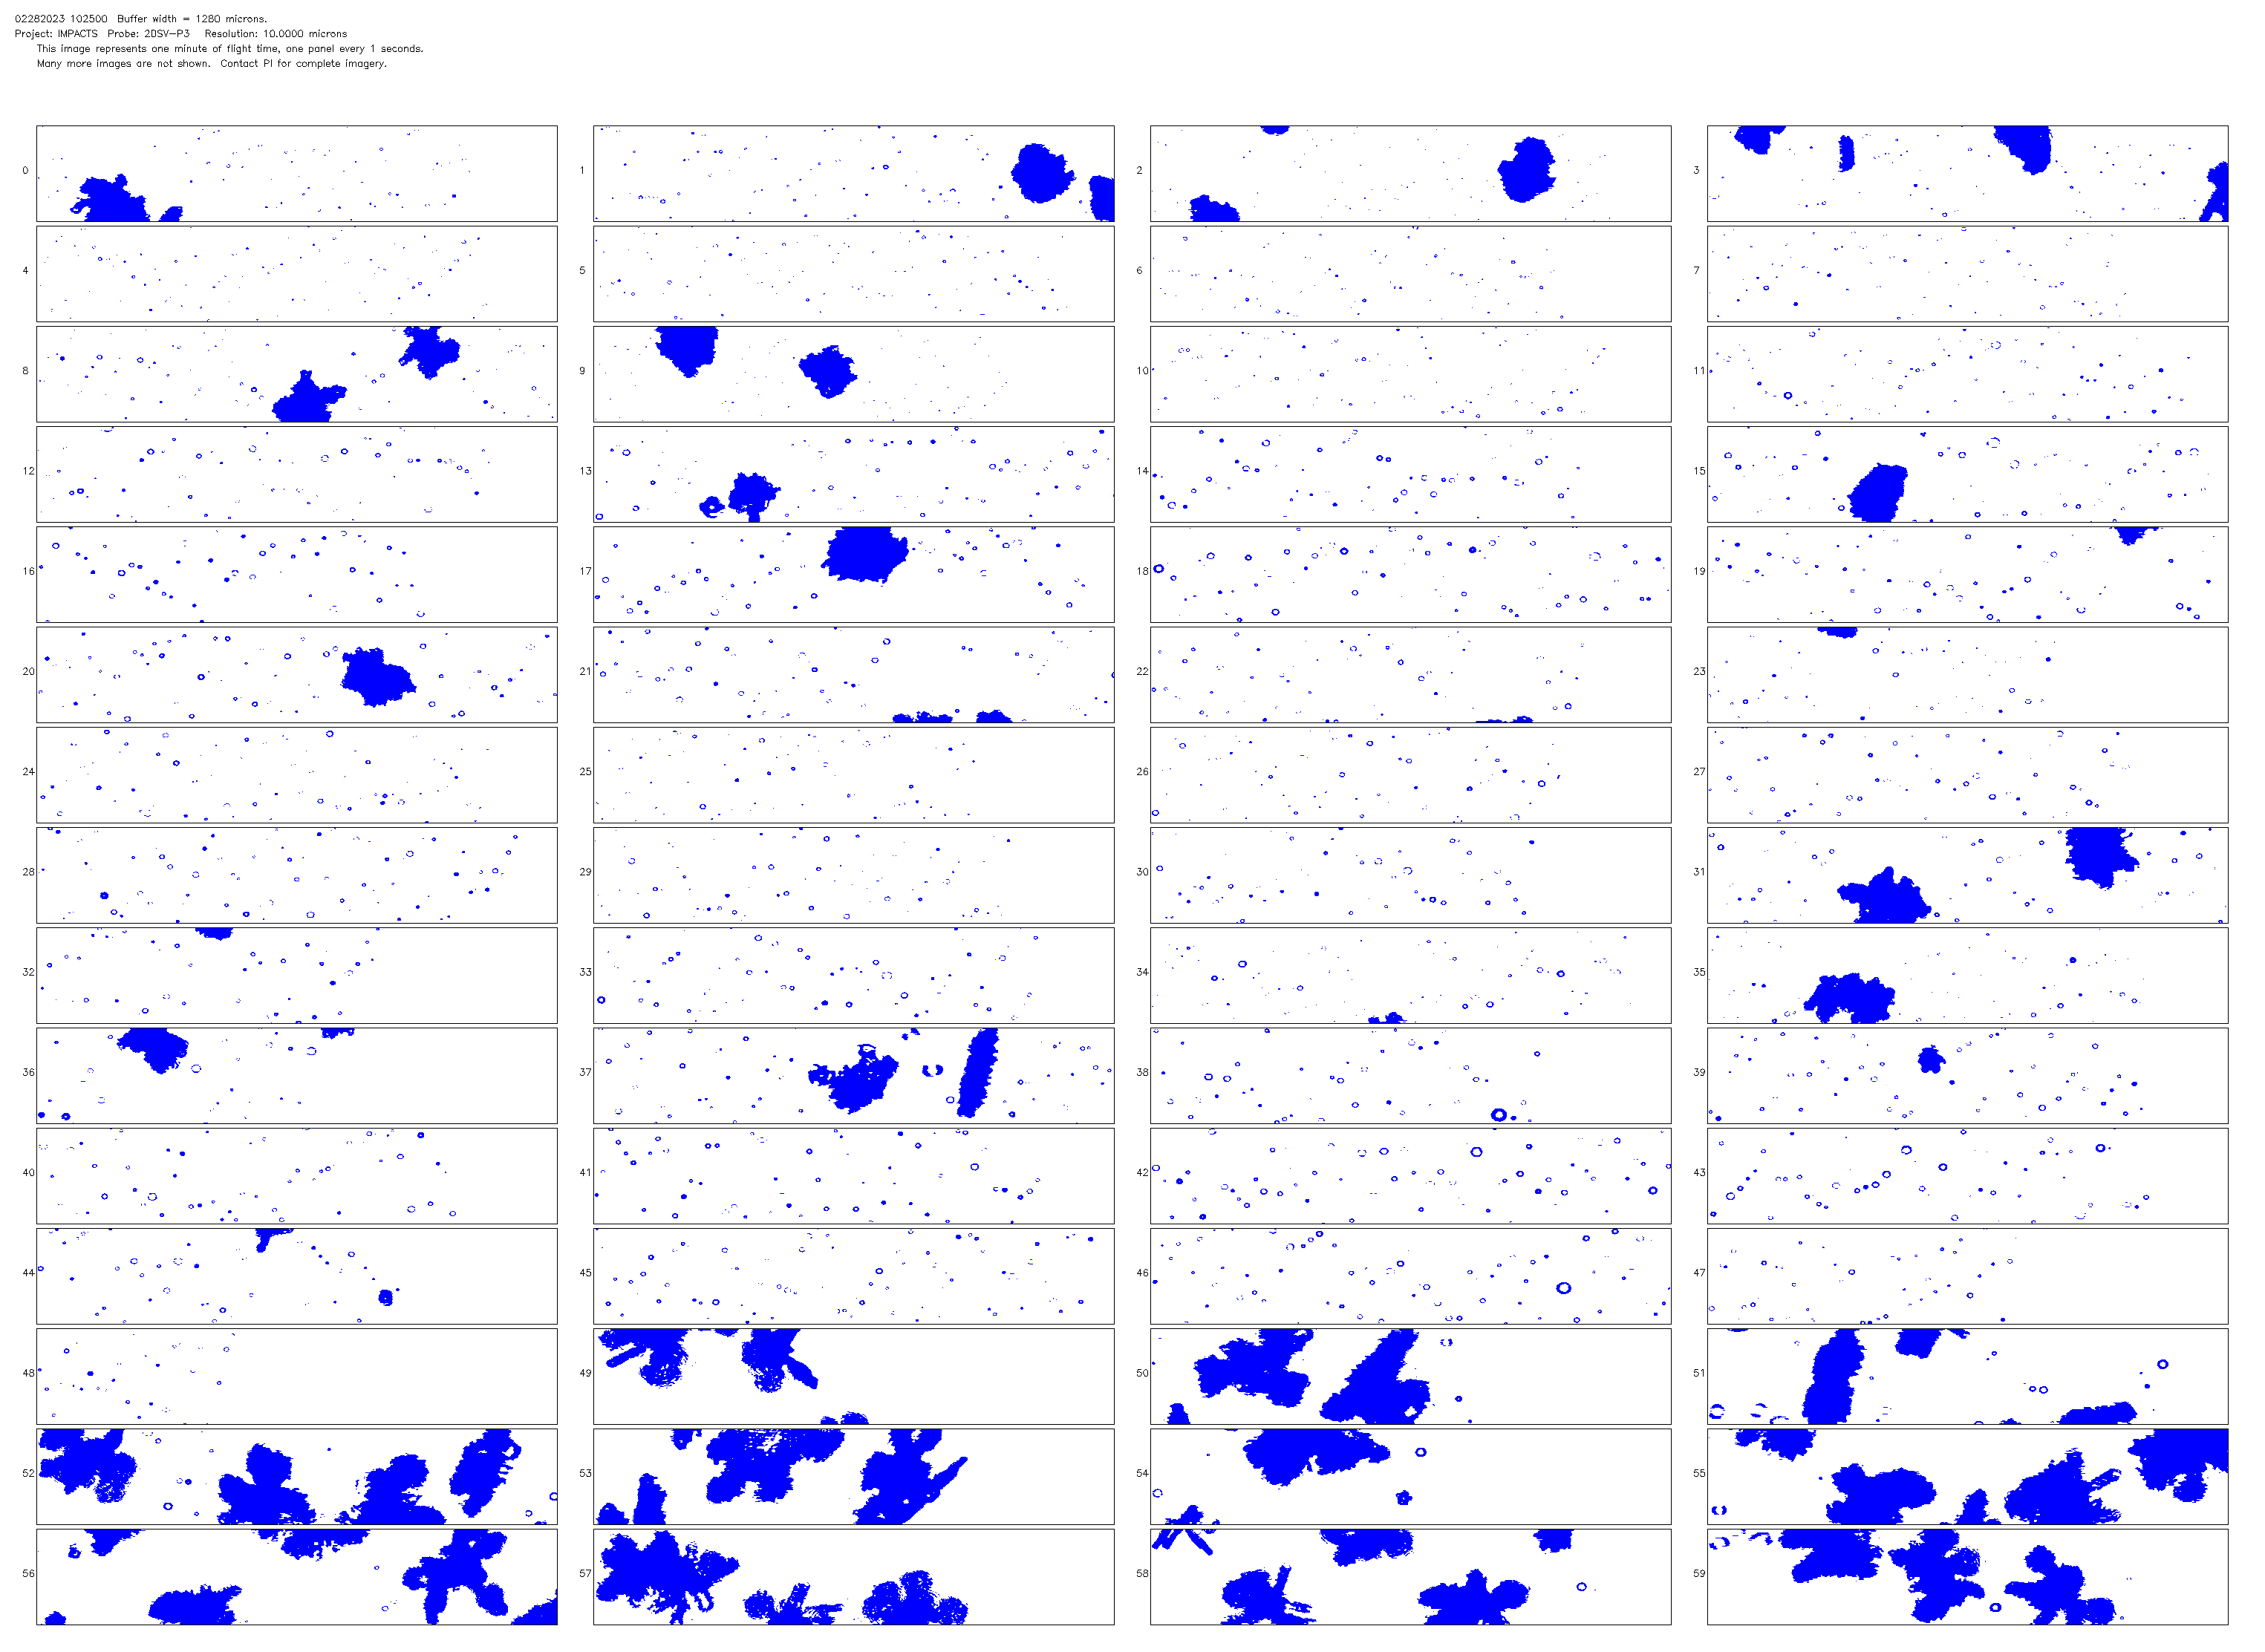 02282023 102500  Buffer width = 1280 microns.
Project: IMPACTS  Probe: 2DSV-P3   Resolution: 10.0000 microns
This image represents one minute of flight time, one panel every 1 seconds.
Many more images are not shown.  Contact PI for complete imagery.
0 1 2 3
4 5 6 7
8 9 10 11
12 13 14 15
16 17 18 19
20 21 22 23
24 25 26 27
28 29 30 31
32 33 34 35
36 37 38 39
40 41 42 43
44 45 46 47
48 49 50 51
52 53 54 55
56 57 58 59